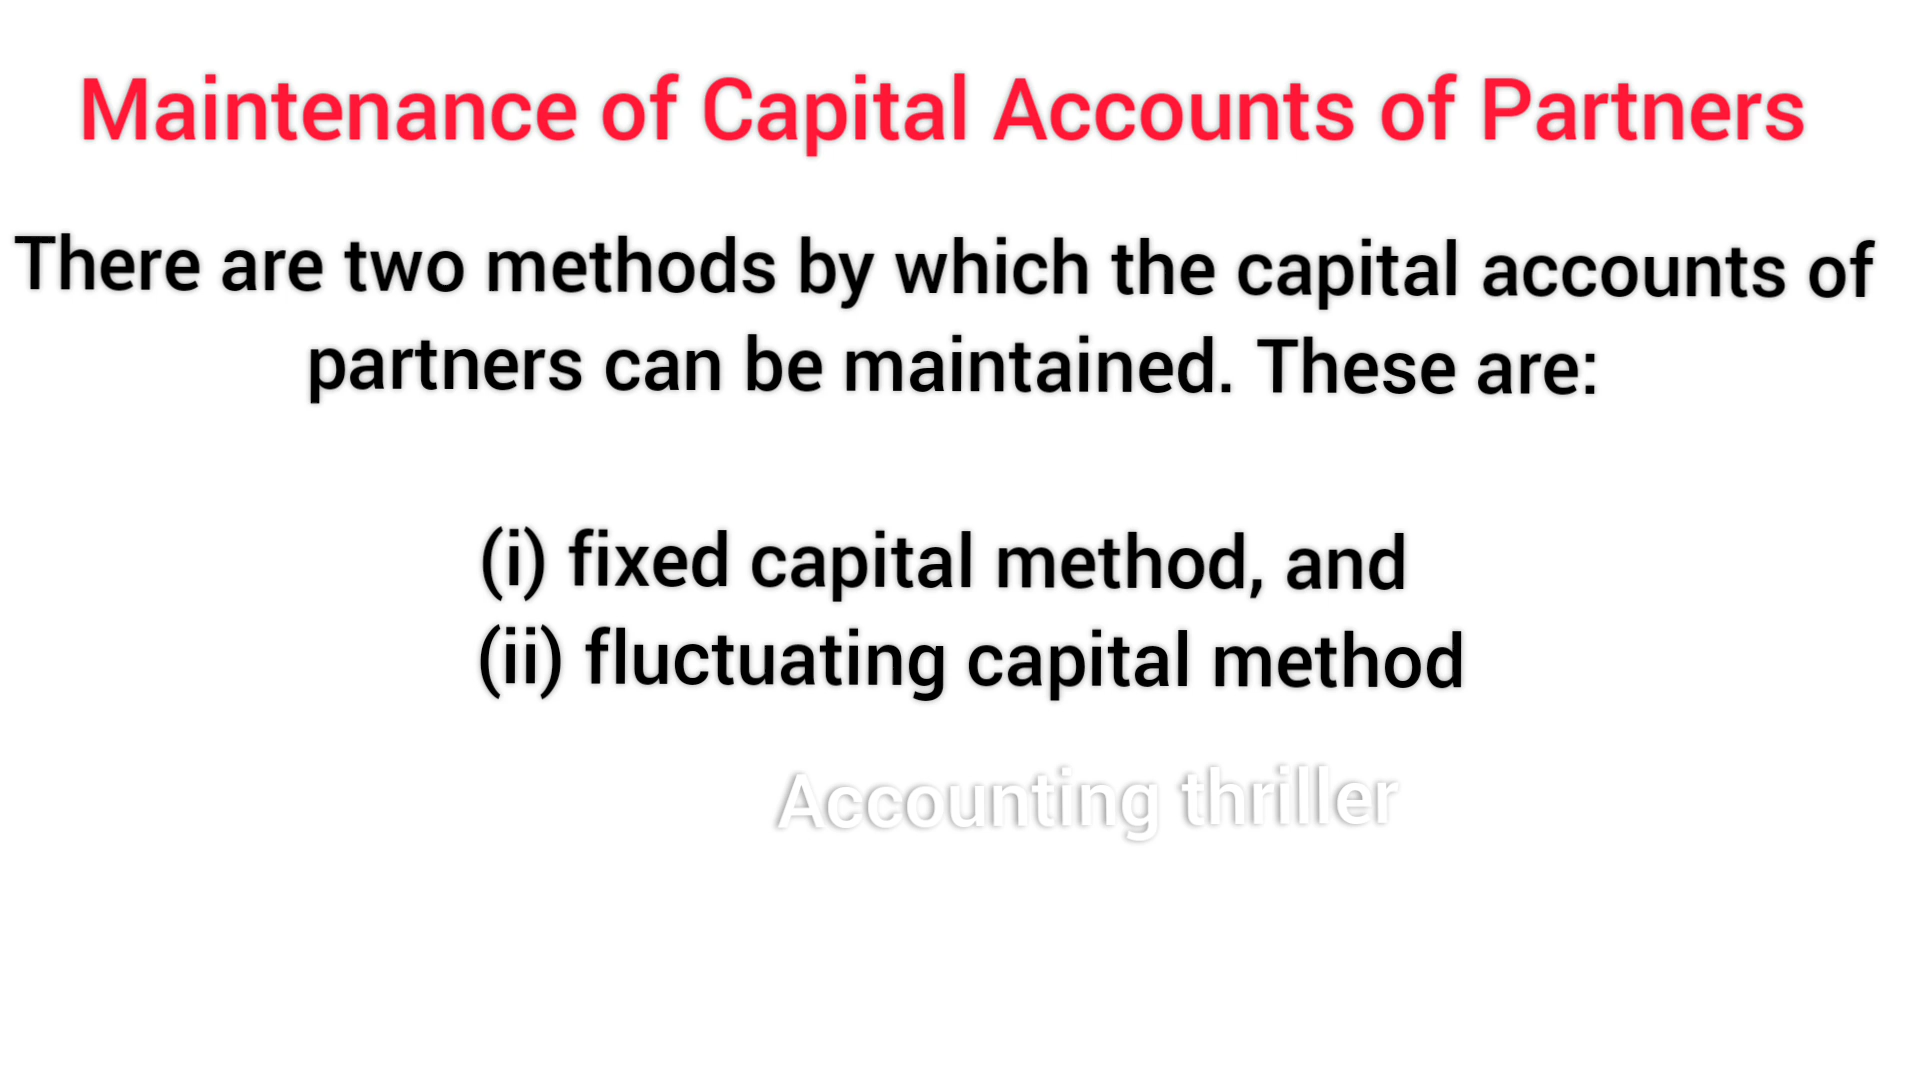 Maintenance of Capital Accounts of Partners
There are two methods by which the capital accounts of
partners can be maintained. These are:
(i) fixed capital method, and
(ii) fluctuating capital method
Accounting thriller